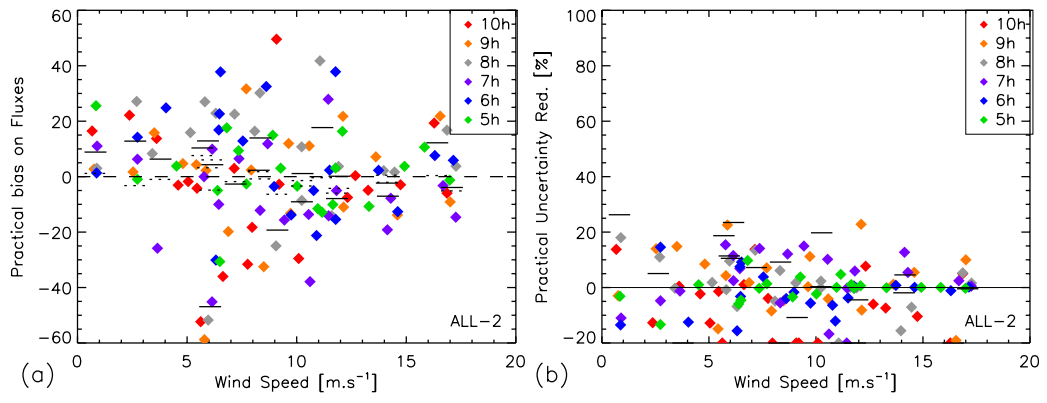 Practical bias on Fluxes
60
40
20
0
−20
−40
−60
0
5
10
15
20
Wind Speed [m.s⁻¹]
10h
9h
8h
7h
6h
5h
ALL−2
(a)
Practical Uncertainty Red. [%]
100
80
60
40
20
0
−20
0
5
10
15
20
Wind Speed [m.s⁻¹]
10h
9h
8h
7h
6h
5h
ALL−2
(b)